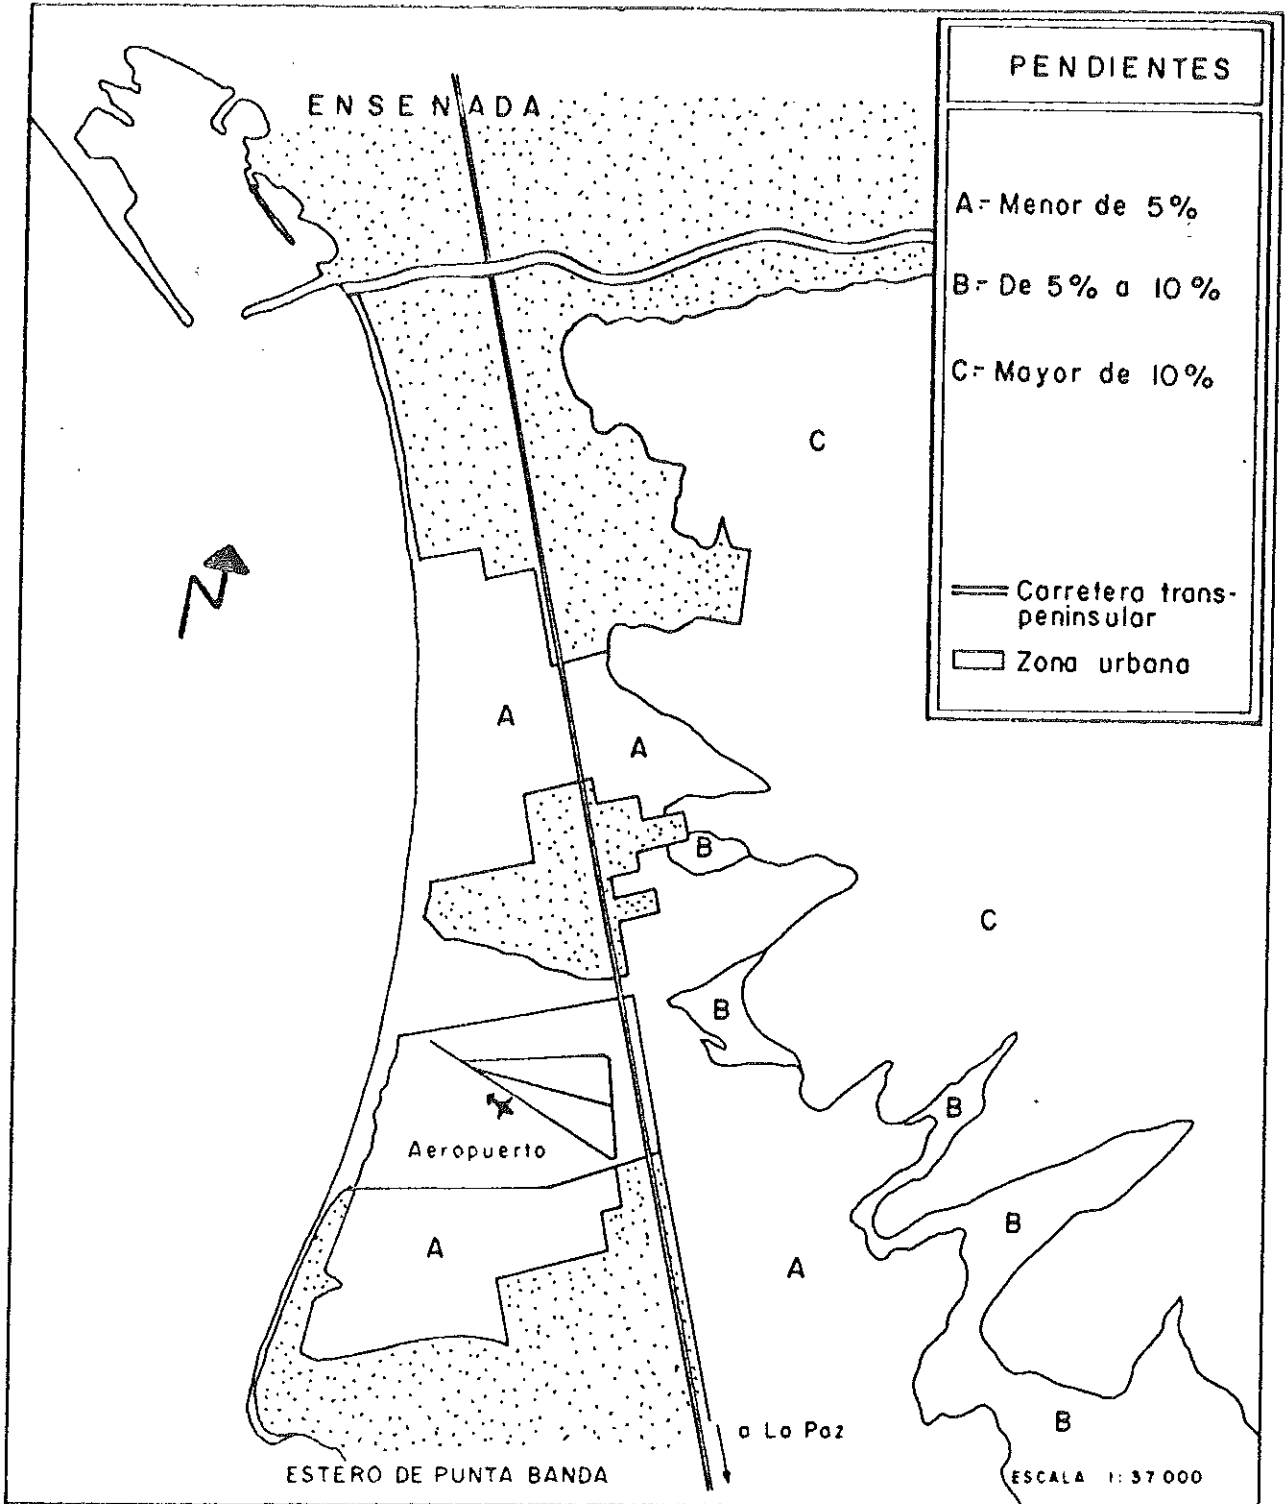 ENSENADA
PENDIENTES
A.- Menor de 5%
B.- De 5% a 10%
C.- Mayor de 10%
Carretera trans-
peninsular
Zona urbana
C
N
A
A
B
C
B
B
Aeropuerto
B
A
A
B
a La Paz
ESTERO DE PUNTA BANDA
ESCALA 1:37 000